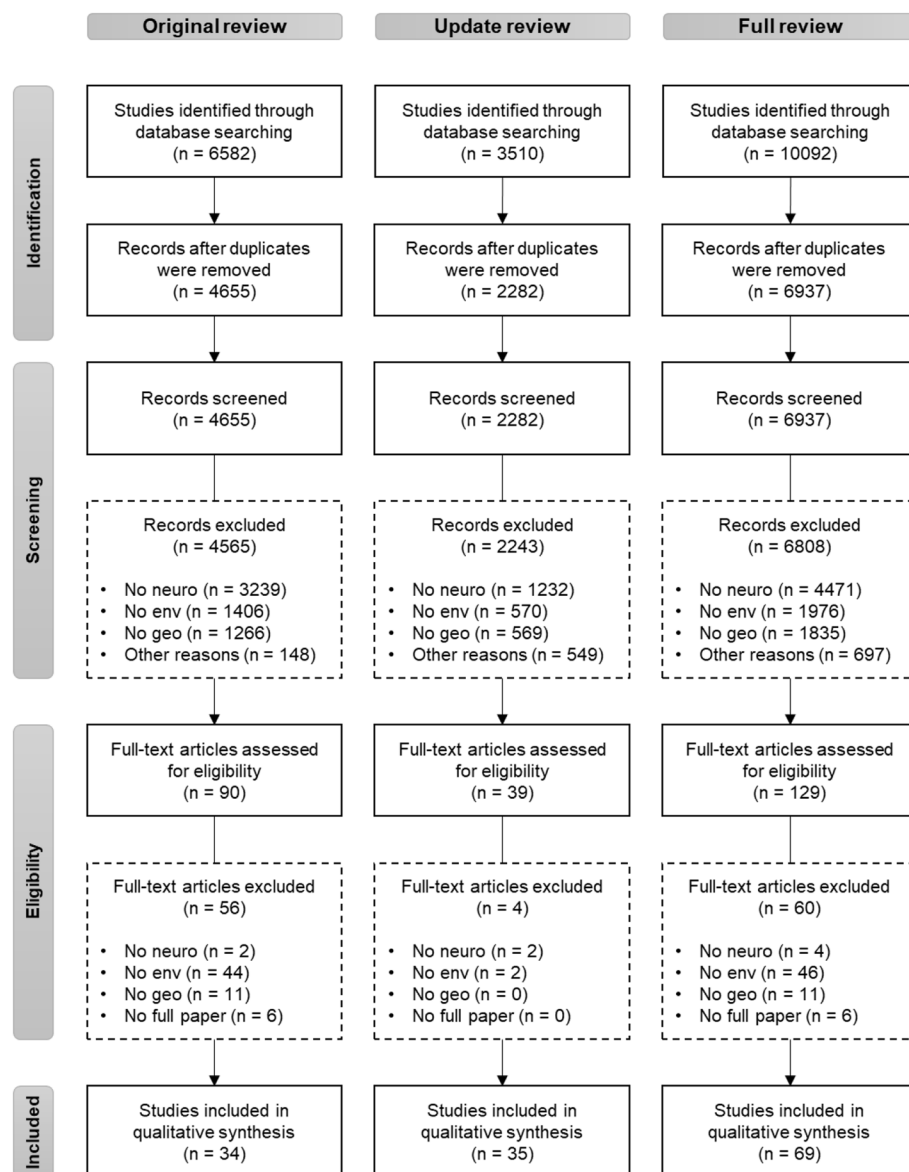 Original review
Update review
Full review
Identification
Studies identified through
database searching
(n = 6582)
Studies identified through
database searching
(n = 3510)
Studies identified through
database searching
(n = 10092)
Records after duplicates
were removed
(n = 4655)
Records after duplicates
were removed
(n = 2282)
Records after duplicates
were removed
(n = 6937)
Screening
Records screened
(n = 4655)
Records screened
(n = 2282)
Records screened
(n = 6937)
Records excluded
(n = 4565)
• No neuro (n = 3239)
• No env (n = 1406)
• No geo (n = 1266)
• Other reasons (n = 148)
Records excluded
(n = 2243)
• No neuro (n = 1232)
• No env (n = 570)
• No geo (n = 569)
• Other reasons (n = 549)
Records excluded
(n = 6808)
• No neuro (n = 4471)
• No env (n = 1976)
• No geo (n = 1835)
• Other reasons (n = 697)
Eligibility
Full-text articles assessed
for eligibility
(n = 90)
Full-text articles assessed
for eligibility
(n = 39)
Full-text articles assessed
for eligibility
(n = 129)
Full-text articles excluded
(n = 56)
• No neuro (n = 2)
• No env (n = 44)
• No geo (n = 11)
• No full paper (n = 6)
Full-text articles excluded
(n = 4)
• No neuro (n = 2)
• No env (n = 2)
• No geo (n = 0)
• No full paper (n = 0)
Full-text articles excluded
(n = 60)
• No neuro (n = 4)
• No env (n = 46)
• No geo (n = 11)
• No full paper (n = 6)
Included
Studies included in
qualitative synthesis
(n = 34)
Studies included in
qualitative synthesis
(n = 35)
Studies included in
qualitative synthesis
(n = 69)